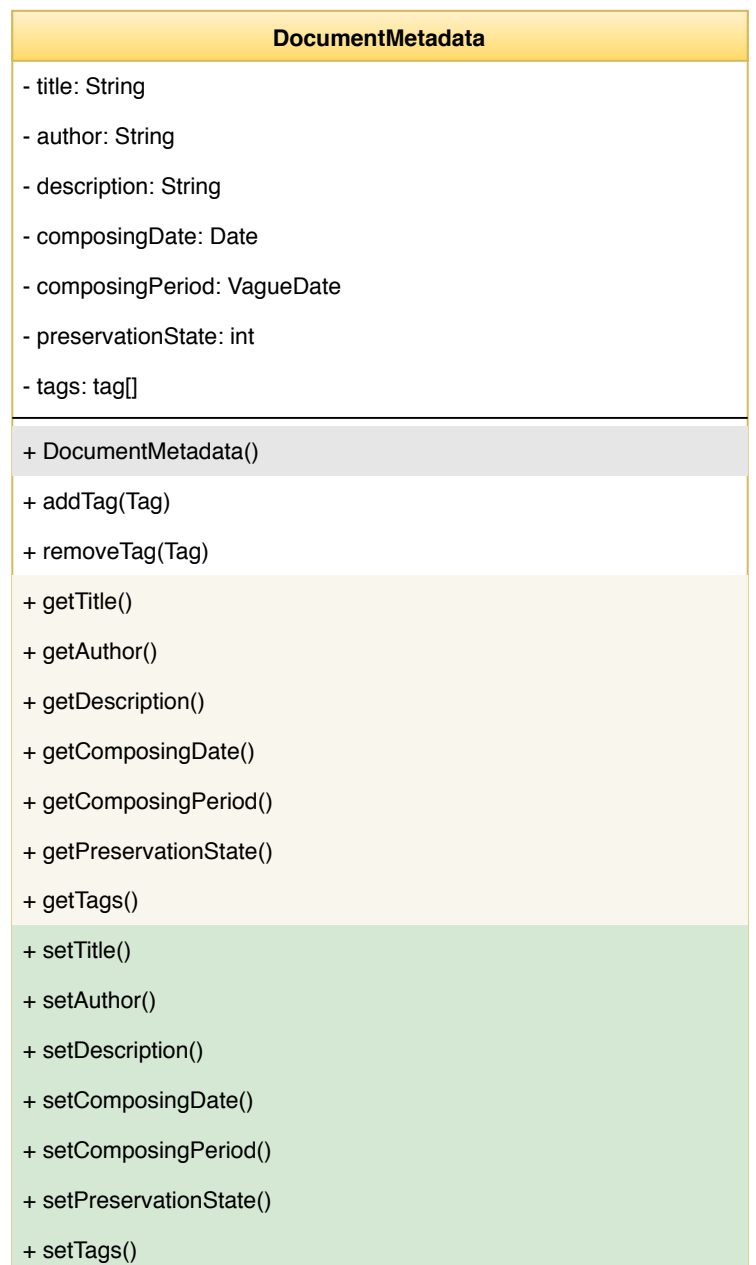 DocumentMetadata
- title: String
- author: String
- description: String
- composingDate: Date
- composingPeriod: VagueDate
- preservationState: int
- tags: tag[]
+ DocumentMetadata()
+ addTag(Tag)
+ removeTag(Tag)
+ getTitle()
+ getAuthor()
+ getDescription()
+ getComposingDate()
+ getComposingPeriod()
+ getPreservationState()
+ getTags()
+ setTitle()
+ setAuthor()
+ setDescription()
+ setComposingDate()
+ setComposingPeriod()
+ setPreservationState()
+ setTags()